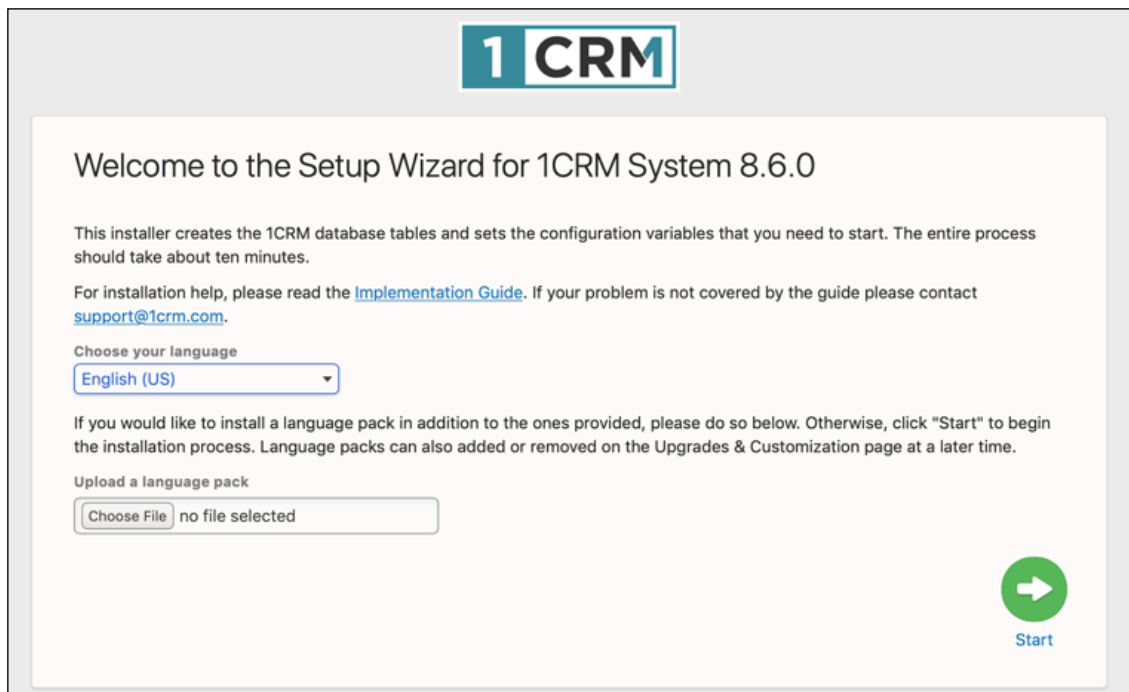 1 CRM
Welcome to the Setup Wizard for 1CRM System 8.6.0
This installer creates the 1CRM database tables and sets the configuration variables that you need to start. The entire process
should take about ten minutes.
For installation help, please read the Implementation Guide. If your problem is not covered by the guide please contact
support@1crm.com.
Choose your language
English (US)
If you would like to install a language pack in addition to the ones provided, please do so below. Otherwise, click "Start" to begin
the installation process. Language packs can also added or removed on the Upgrades & Customization page at a later time.
Upload a language pack
Choose File no file selected
Start